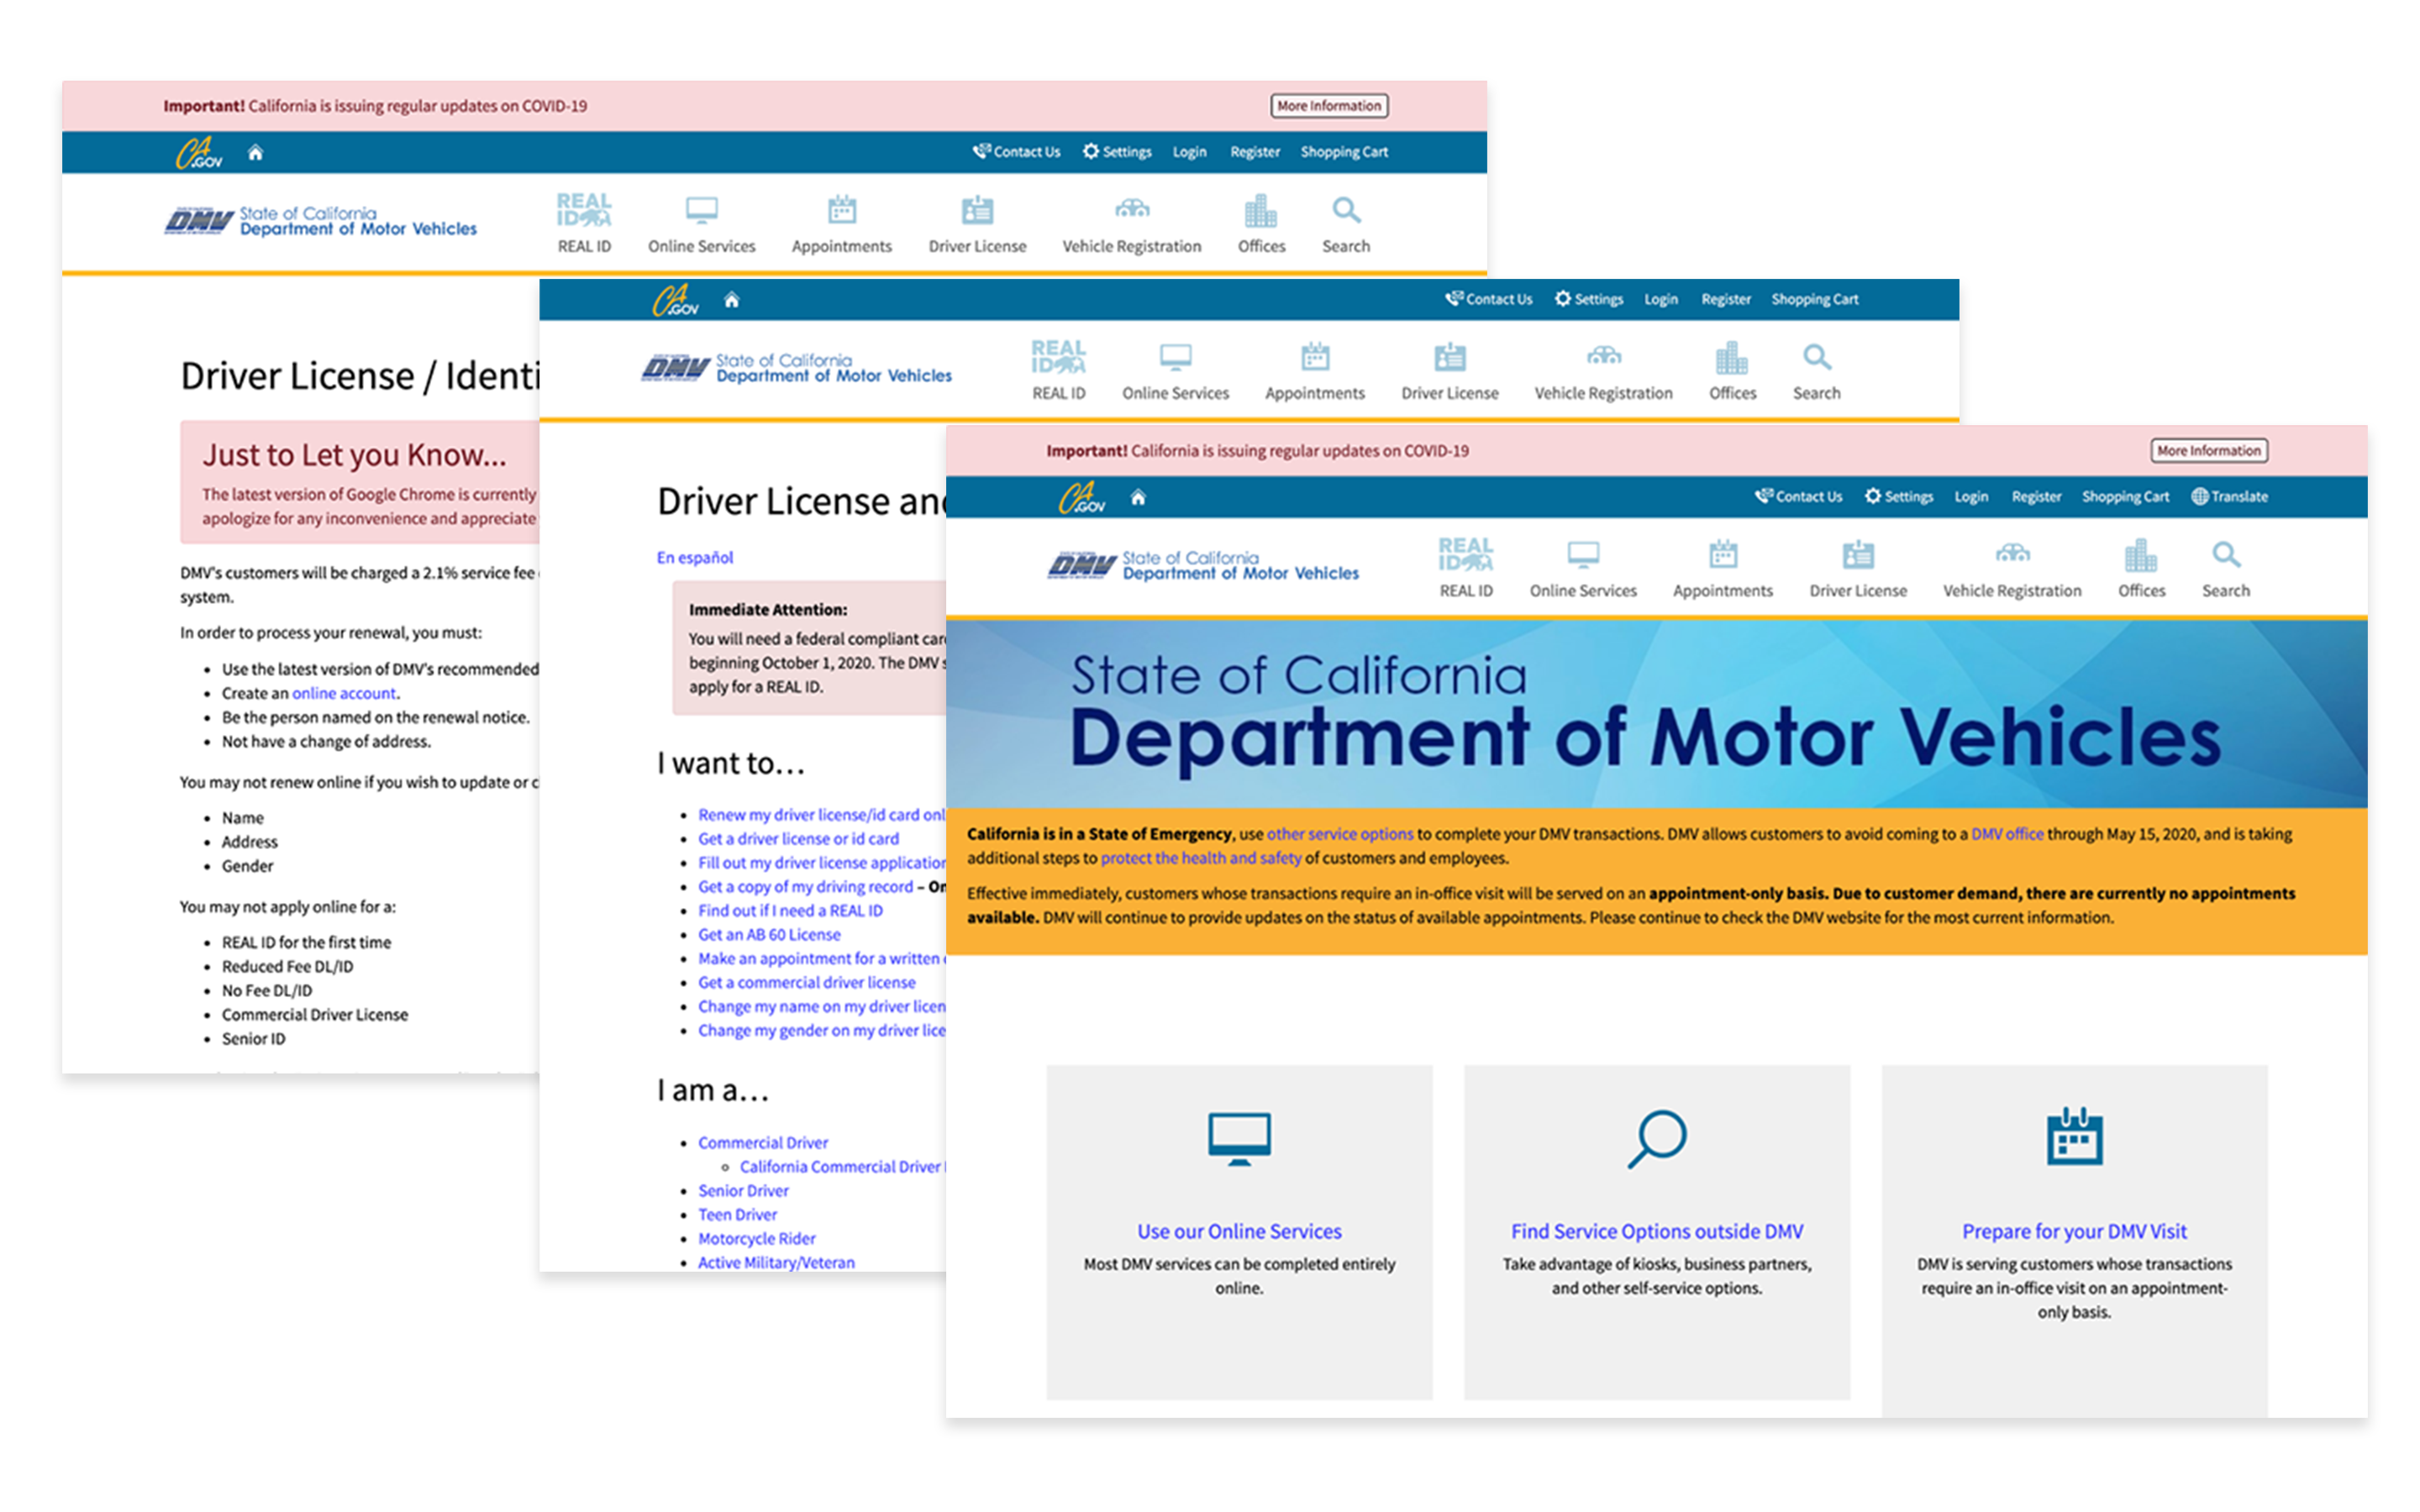 Important! California is issuing regular updates on COVID-19
More Information
CA.GOV
Contact Us
Settings
Login
Register
Shopping Cart
DMV
State of California
Department of Motor Vehicles
REAL
ID
REAL ID
Online Services
Appointments
Driver License
Vehicle Registration
Offices
Search
Driver License / Identi
Just to Let you Know...
The latest version of Google Chrome is currently
apologize for any inconvenience and appreciate
DMV's customers will be charged a 2.1% service fee
system.
In order to process your renewal, you must:
• Use the latest version of DMV's recommended
• Create an online account.
• Be the person named on the renewal notice.
• Not have a change of address.
You may not renew online if you wish to update or c
• Name
• Address
• Gender
You may not apply online for a:
• REAL ID for the first time
• Reduced Fee DL/ID
• No Fee DL/ID
• Commercial Driver License
• Senior ID
CA.GOV
Contact Us
Settings
Login
Register
Shopping Cart
DMV
State of California
Department of Motor Vehicles
REAL
ID
REAL ID
Online Services
Appointments
Driver License
Vehicle Registration
Offices
Search
Driver License and
En español
Immediate Attention:
You will need a federal compliant card
beginning October 1, 2020. The DMV s
apply for a REAL ID.
I want to…
• Renew my driver license/id card onl
• Get a driver license or id card
• Fill out my driver license application
• Get a copy of my driving record – On
• Find out if I need a REAL ID
• Get an AB 60 License
• Make an appointment for a written
• Get a commercial driver license
• Change my name on my driver licen
• Change my gender on my driver lice
I am a…
• Commercial Driver
California Commercial Driver
• Senior Driver
• Teen Driver
• Motorcycle Rider
• Active Military/Veteran
Important! California is issuing regular updates on COVID-19
More Information
CA.GOV
Contact Us
Settings
Login
Register
Shopping Cart
Translate
DMV
State of California
Department of Motor Vehicles
REAL
ID
REAL ID
Online Services
Appointments
Driver License
Vehicle Registration
Offices
Search
State of California
Department of Motor Vehicles
California is in a State of Emergency, use other service options to complete your DMV transactions. DMV allows customers to avoid coming to a DMV office through May 15, 2020, and is taking
additional steps to protect the health and safety of customers and employees.
Effective immediately, customers whose transactions require an in-office visit will be served on an appointment-only basis. Due to customer demand, there are currently no appointments
available. DMV will continue to provide updates on the status of available appointments. Please continue to check the DMV website for the most current information.
Use our Online Services
Most DMV services can be completed entirely
online.
Find Service Options outside DMV
Take advantage of kiosks, business partners,
and other self-service options.
Prepare for your DMV Visit
DMV is serving customers whose transactions
require an in-office visit on an appointment-
only basis.